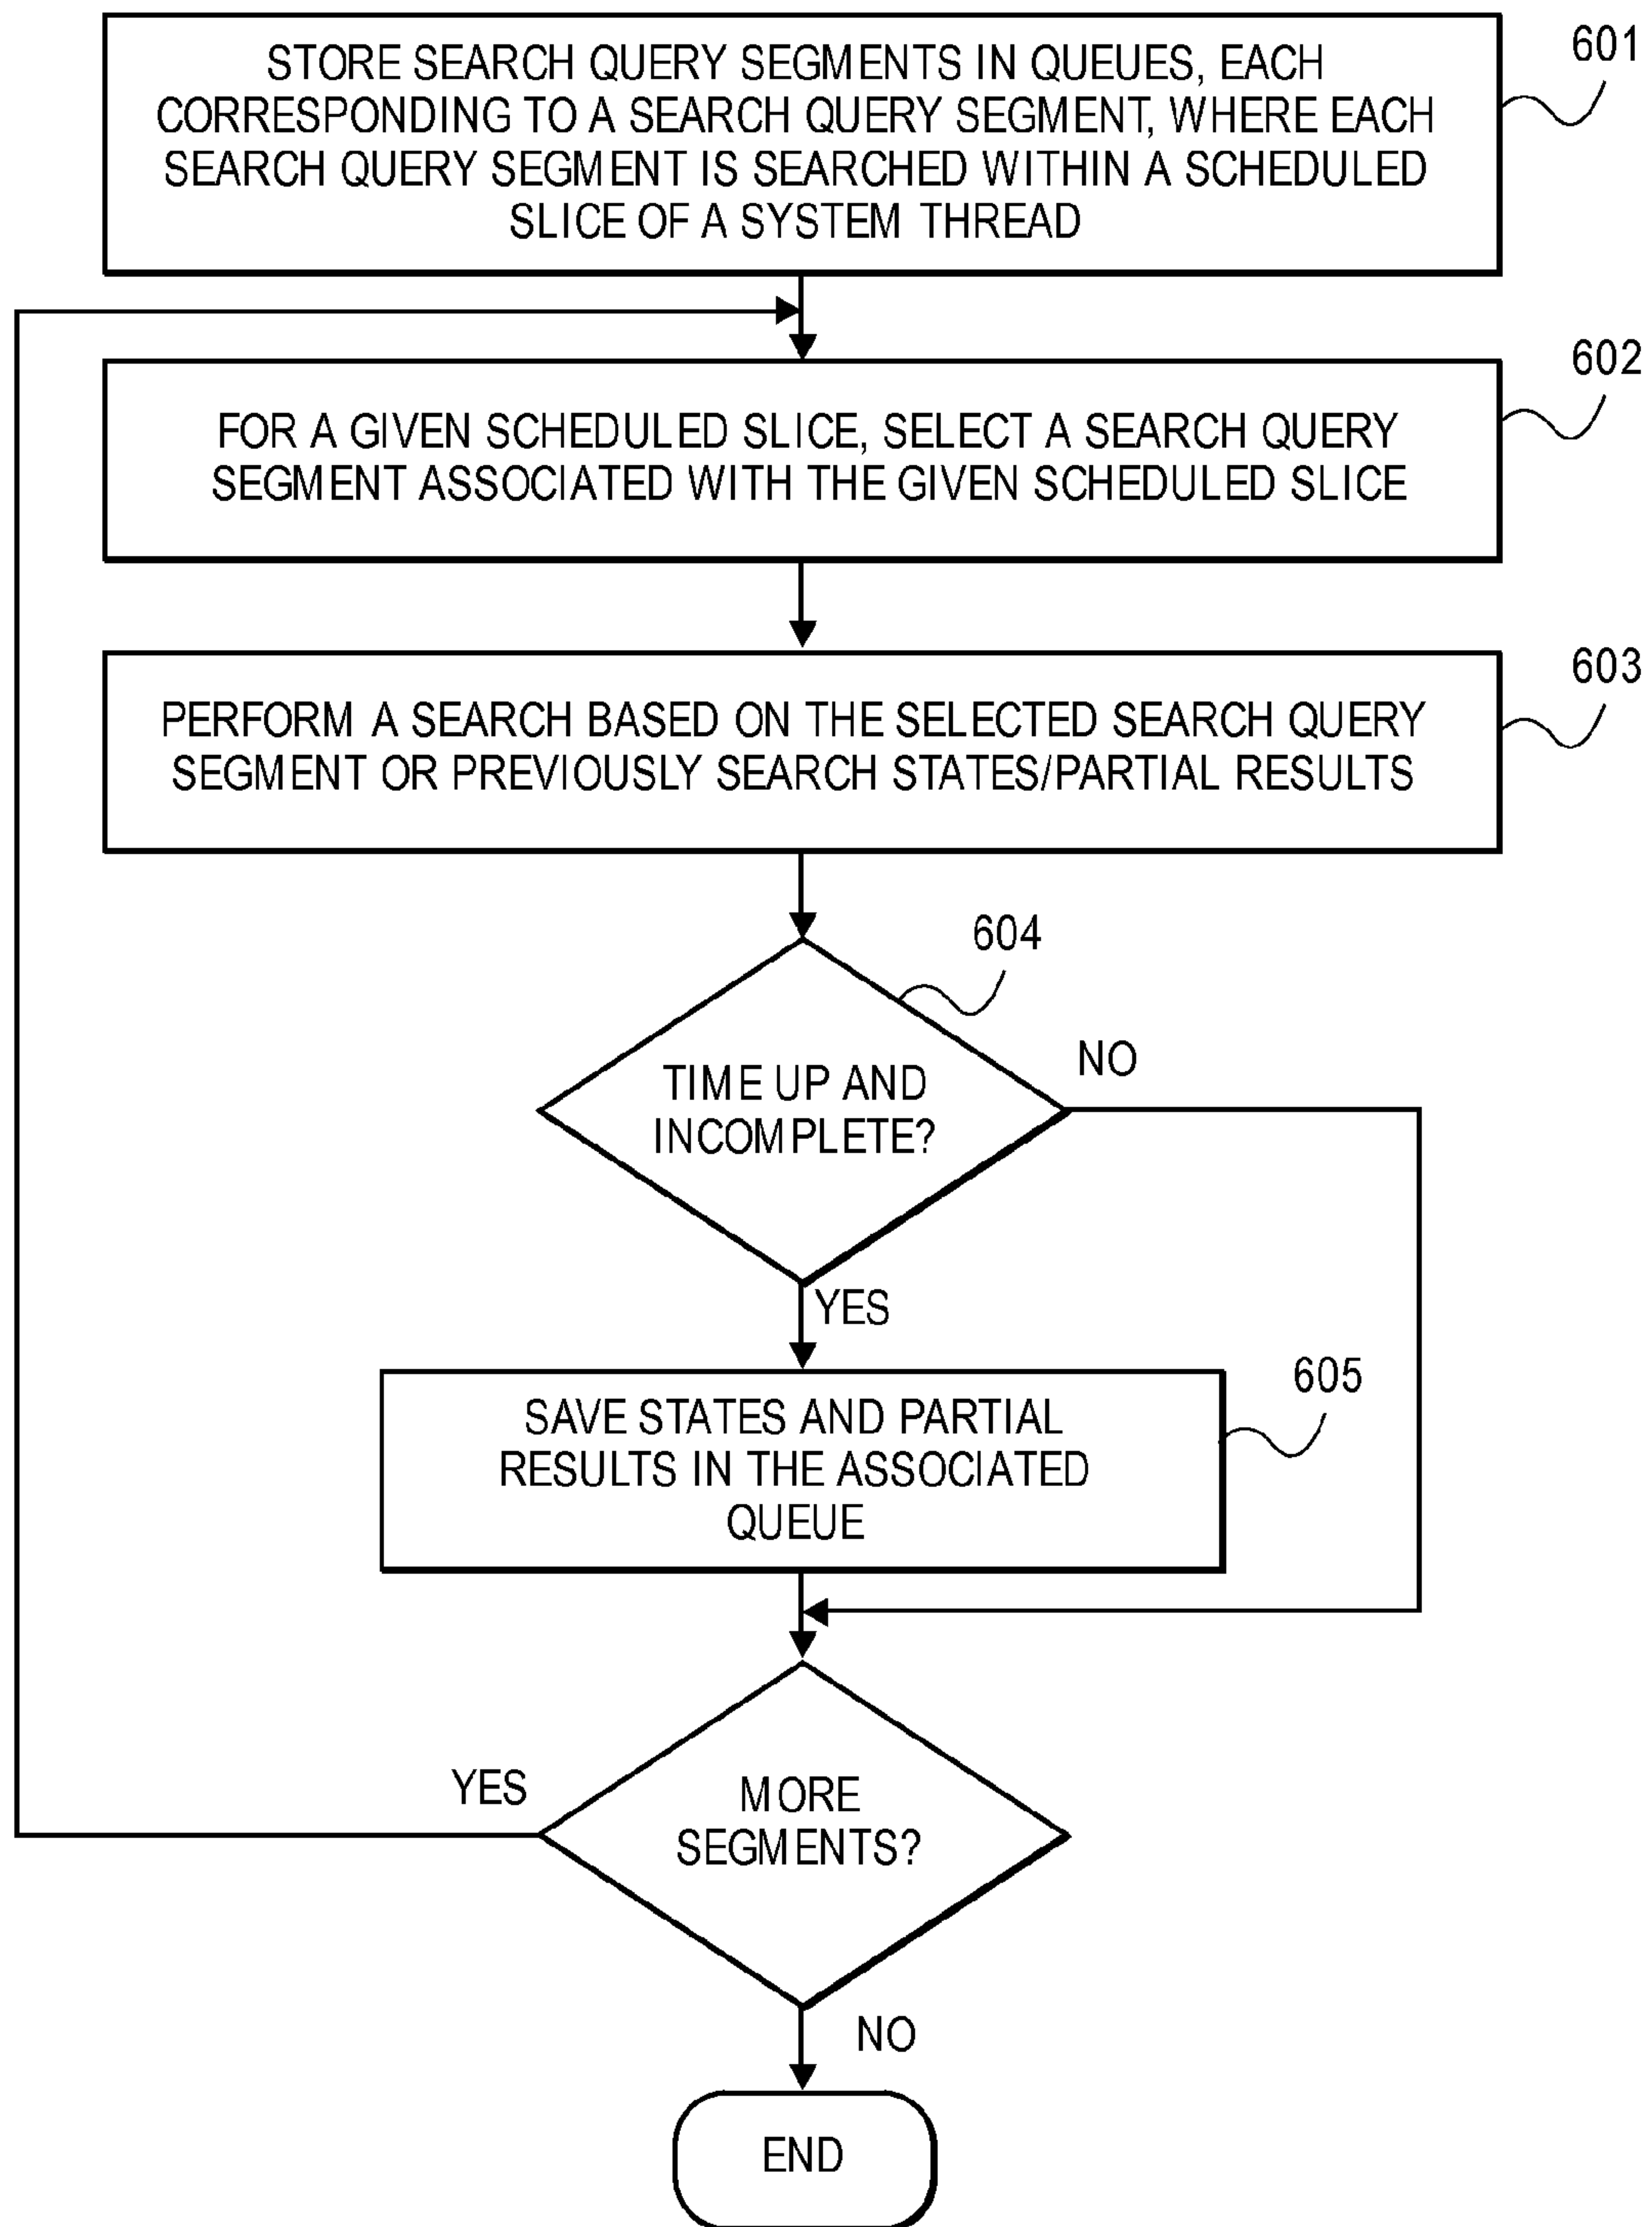 STORE SEARCH QUERY SEGMENTS IN QUEUES, EACH
CORRESPONDING TO A SEARCH QUERY SEGMENT, WHERE EACH
SEARCH QUERY SEGMENT IS SEARCHED WITHIN A SCHEDULED
SLICE OF A SYSTEM THREAD
601
FOR A GIVEN SCHEDULED SLICE, SELECT A SEARCH QUERY
SEGMENT ASSOCIATED WITH THE GIVEN SCHEDULED SLICE
602
PERFORM A SEARCH BASED ON THE SELECTED SEARCH QUERY
SEGMENT OR PREVIOUSLY SEARCH STATES/PARTIAL RESULTS
603
604
TIME UP AND
INCOMPLETE?
NO
YES
SAVE STATES AND PARTIAL
RESULTS IN THE ASSOCIATED
QUEUE
605
YES
MORE
SEGMENTS?
NO
END